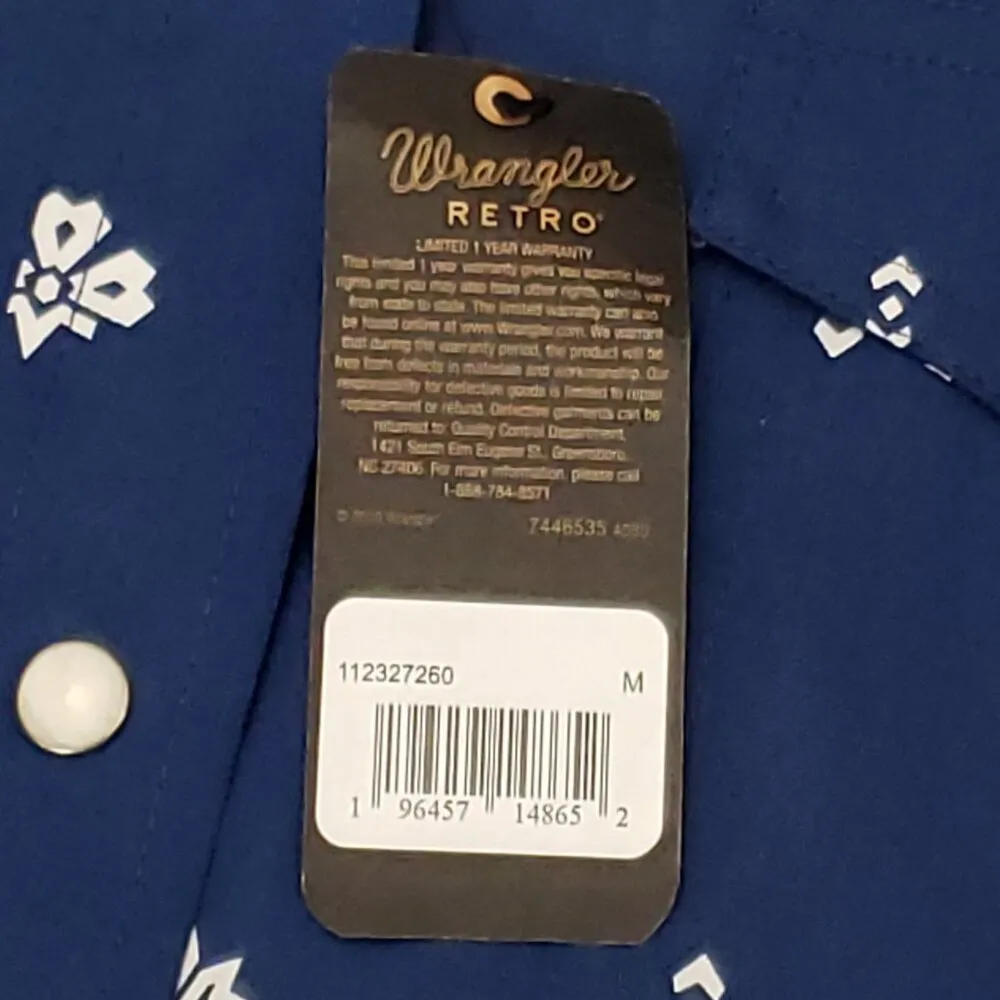 Wrangler
RETRO
LIMITED 1 YEAR WARRANTY
This limited 1 year warranty gives you specific legal
rights and you may also have other rights, which vary
from state to state. The limited warranty can also
be found online at www.Wrangler.com. We warrant
that during the warranty period, the product will be
free from defects in materials and workmanship. Our
responsibility for defective goods is limited to repair
replacement or refund. Defective garments can be
returned to: Quality Control Department,
1421 South Elm Eugene St., Greensboro,
NC 27406 For more information, please call
1-888-784-8571
© Wrangler
7446535
112327260
M
1 96457 14865 2